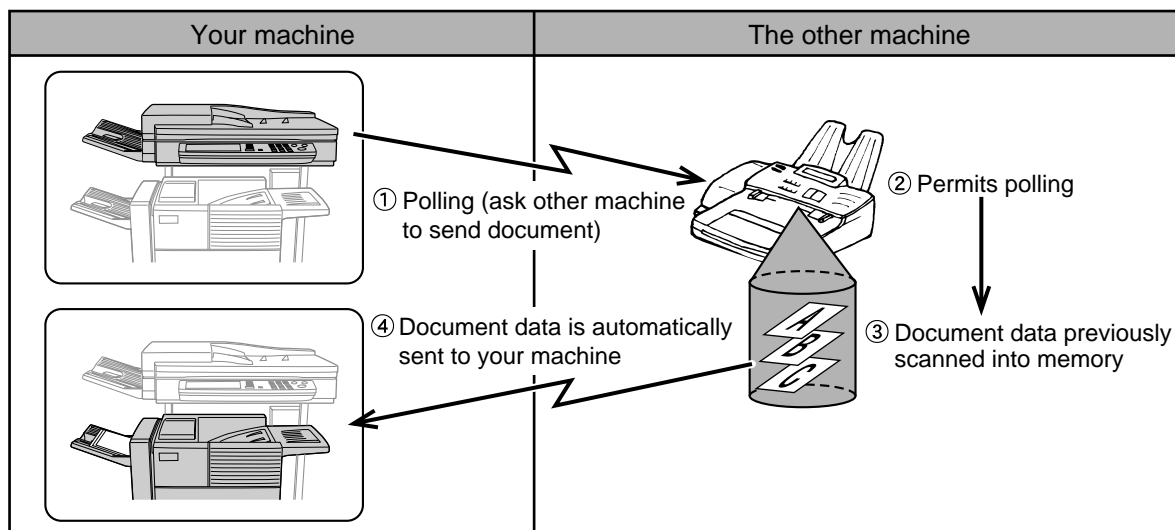 Your machine
The other machine
① Polling (ask other machine
to send document)
② Permits polling
③ Document data previously
scanned into memory
A
B
C
④ Document data is automatically
sent to your machine